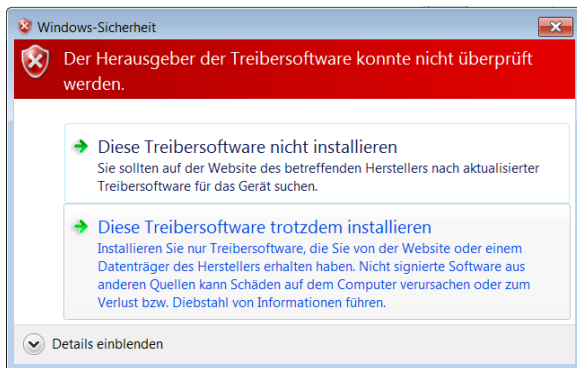 Windows-Sicherheit
Der Herausgeber der Treibersoftware konnte nicht überprüft
werden.
Diese Treibersoftware nicht installieren
Sie sollten auf der Website des betreffenden Herstellers nach aktualisierter
Treibersoftware für das Gerät suchen.
Diese Treibersoftware trotzdem installieren
Installieren Sie nur Treibersoftware, die Sie von der Website oder einem
Datenträger des Herstellers erhalten haben. Nicht signierte Software aus
anderen Quellen kann Schäden auf dem Computer verursachen oder zum
Verlust bzw. Diebstahl von Informationen führen.
Details einblenden